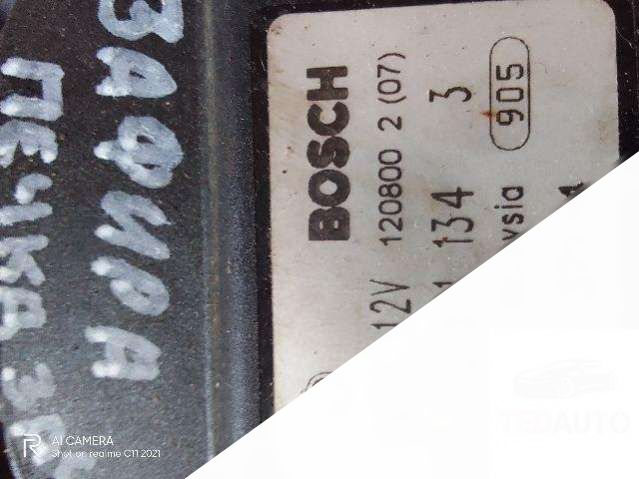 ЗАФИРА
ПЕЧКА
BOSCH
12V 120800 2 (07)
1 134 3
ysia 905
AI CAMERA
Shot on realme C11 2021
TEDAUTO